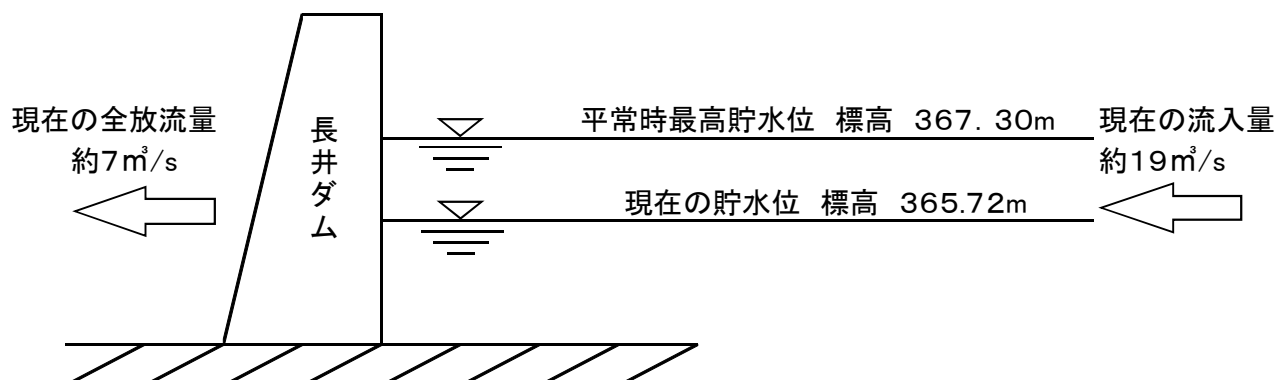 現在の全放流量
約7㎥/s
長井ダム
平常時最高貯水位 標高 367.30m
現在の貯水位 標高 365.72m
現在の流入量
約19㎥/s